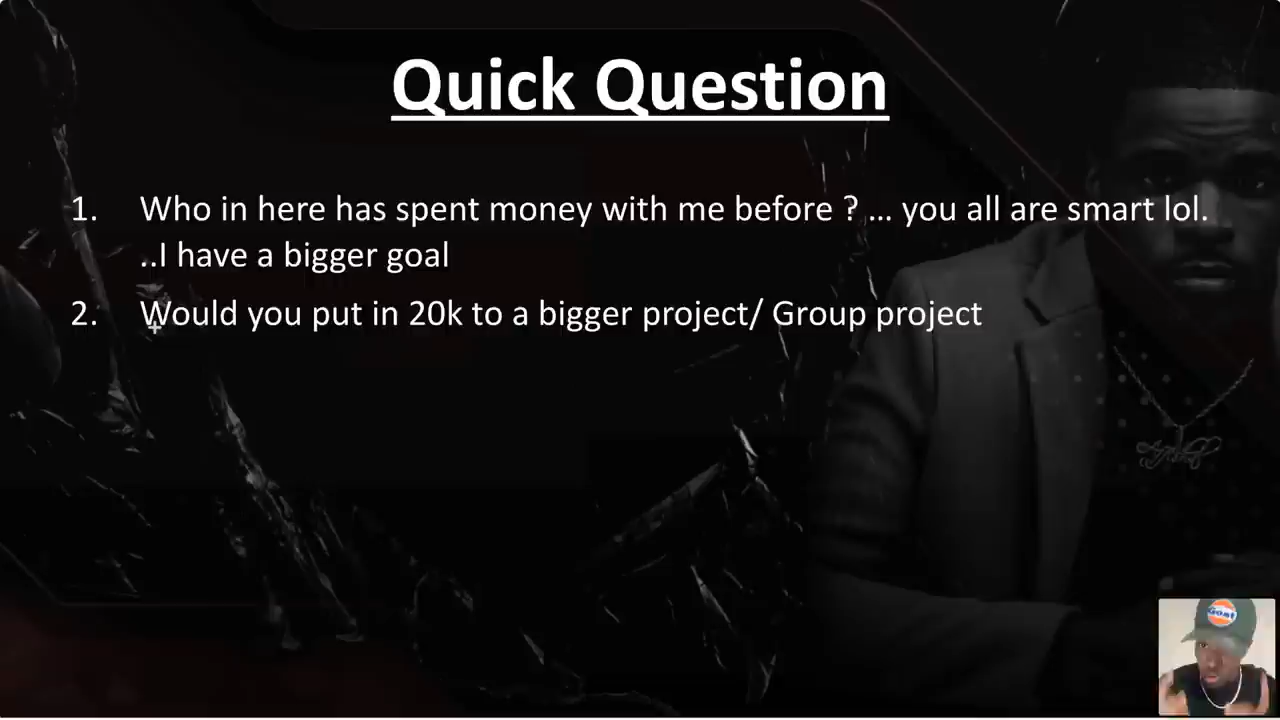 Quick Question
1. Who in here has spent money with me before ? ... you all are smart lol.
..I have a bigger goal
2. Would you put in 20k to a bigger project/ Group project